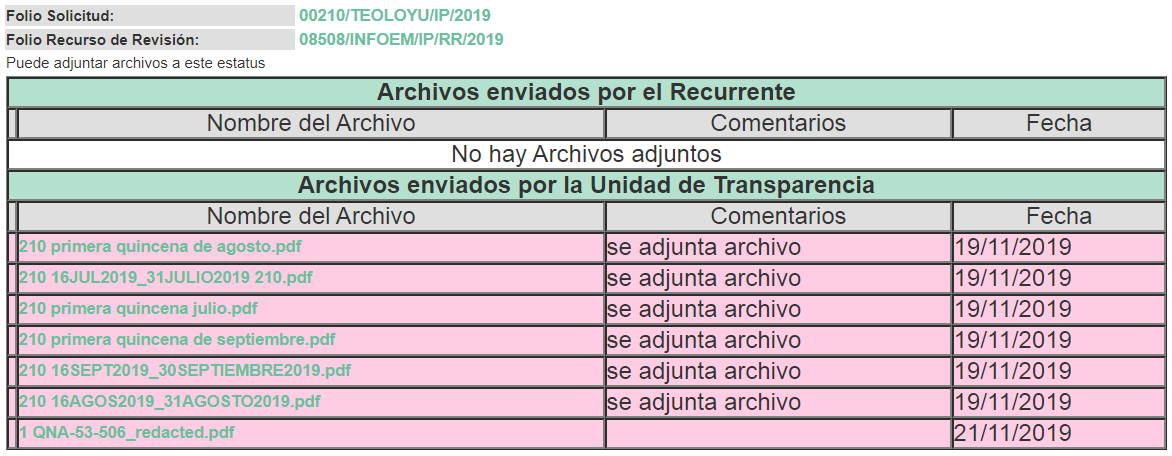 Folio Solicitud: 00210/TEOLOYU/IP/2019
Folio Recurso de Revisión: 08508/INFOEM/IP/RR/2019
Puede adjuntar archivos a este estatus
Archivos enviados por el Recurrente
Nombre del Archivo Comentarios Fecha
No hay Archivos adjuntos
Archivos enviados por la Unidad de Transparencia
Nombre del Archivo Comentarios Fecha
210 primera quincena de agosto.pdf se adjunta archivo 19/11/2019
210 16JUL2019_31JULIO2019 210.pdf se adjunta archivo 19/11/2019
210 primera quincena julio.pdf se adjunta archivo 19/11/2019
210 primera quincena de septiembre.pdf se adjunta archivo 19/11/2019
210 16SEPT2019_30SEPTIEMBRE2019.pdf se adjunta archivo 19/11/2019
210 16AGOS2019_31AGOSTO2019.pdf se adjunta archivo 19/11/2019
1 QNA-53-506_redacted.pdf 21/11/2019